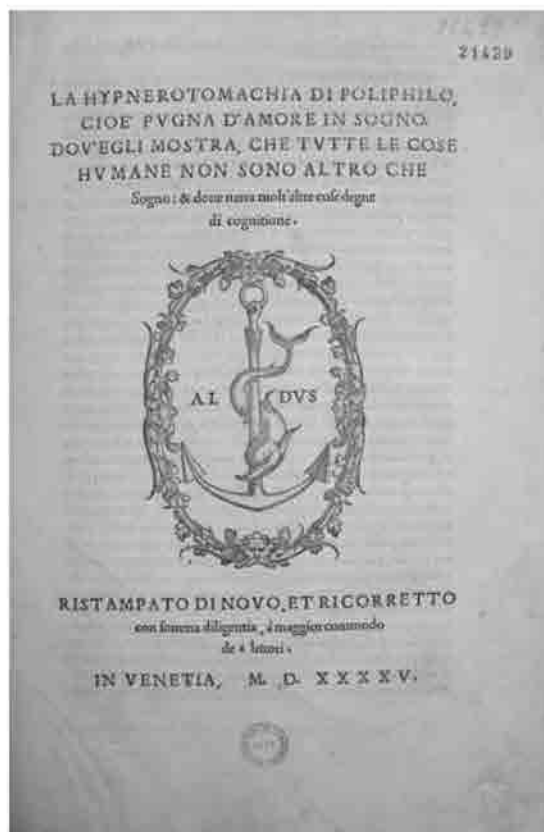 21429
LA HYPNEROTOMACHIA DI POLIPHILO,
CIOE' PVGNA D'AMORE IN SOGNO.
DOV'EGLI MOSTRA, CHE TVTTE LE COSE
HVMANE NON SONO ALTRO CHE
Sogno: & doue narra molt'altre cose degne
di cognitione.
AL DVS
RISTAMPATO DI NOVO, ET RICORRETTO
con somma diligentia, à maggior commodo
de i lettori.
IN VENETIA, M. D. XXXXV.